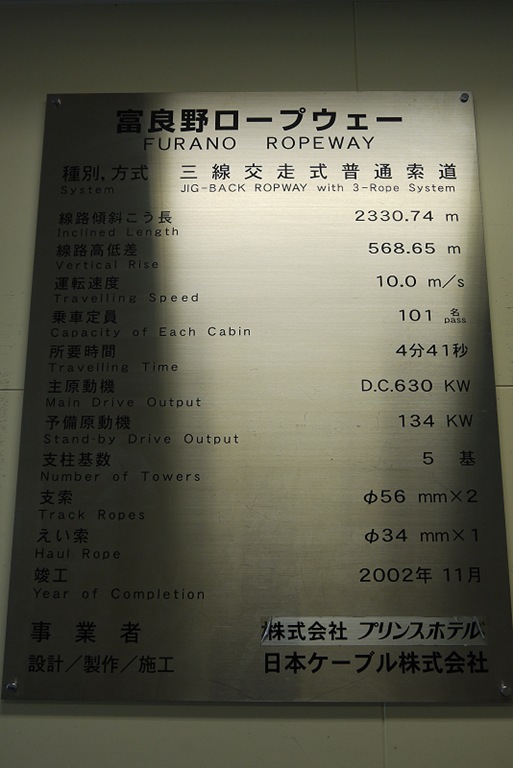 富良野ロープウェー
FURANO ROPEWAY
種別,方式 三線交走式普通索道
System JIG-BACK ROPWAY with 3-Rope System
線路傾斜こう長 2330.74 m
Inclined Length
線路高低差 568.65 m
Vertical Rise
運転速度 10.0 m/s
Travelling Speed
乗車定員 101 名
Capacity of Each Cabin pass
所要時間 4分41秒
Travelling Time
主原動機 D.C.630 KW
Main Drive Output
予備原動機 134 KW
Stand-by Drive Output
支柱基数 5 基
Number of Towers
支索 φ56 mm×2
Track Ropes
えい索 φ34 mm×1
Haul Rope
竣工 2002年 11月
Year of Completion
事業者 株式会社 プリンスホテル
設計/製作/施工 日本ケーブル株式会社